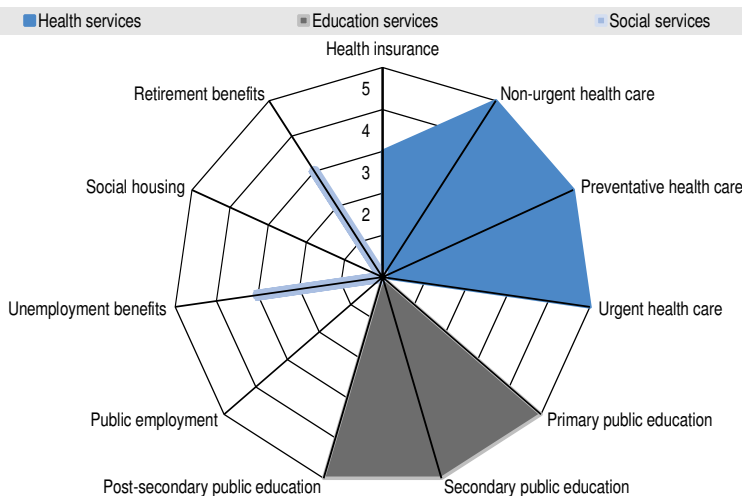 Health services
Education services
Social services
Health insurance
Retirement benefits
5
Non-urgent health care
4
Social housing
3
Preventative health care
2
Unemployment benefits
Urgent health care
Public employment
Primary public education
Post-secondary public education
Secondary public education